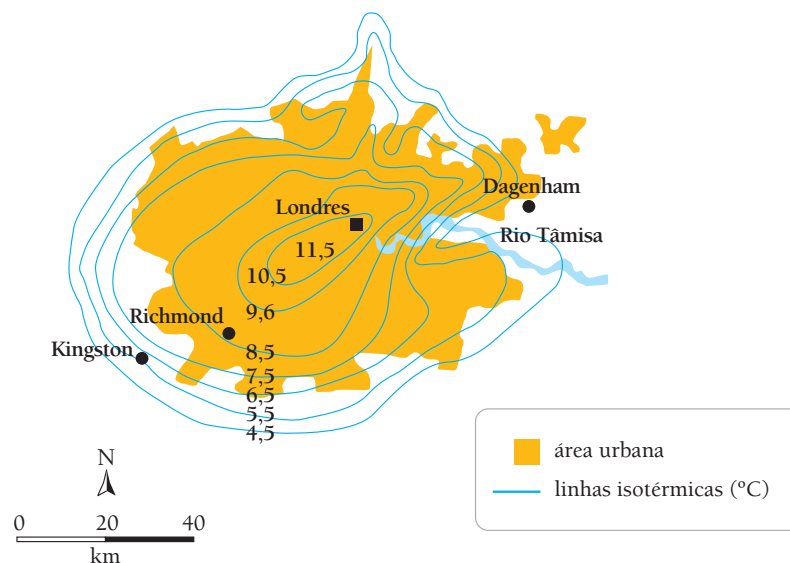 Dagenham
Londres
Rio Tâmisa
11,5
10,5
9,6
Richmond
8,5
Kingston
7,5
6,5
5,5
4,5
N
0 20 40
km
área urbana
linhas isotérmicas (ºC)